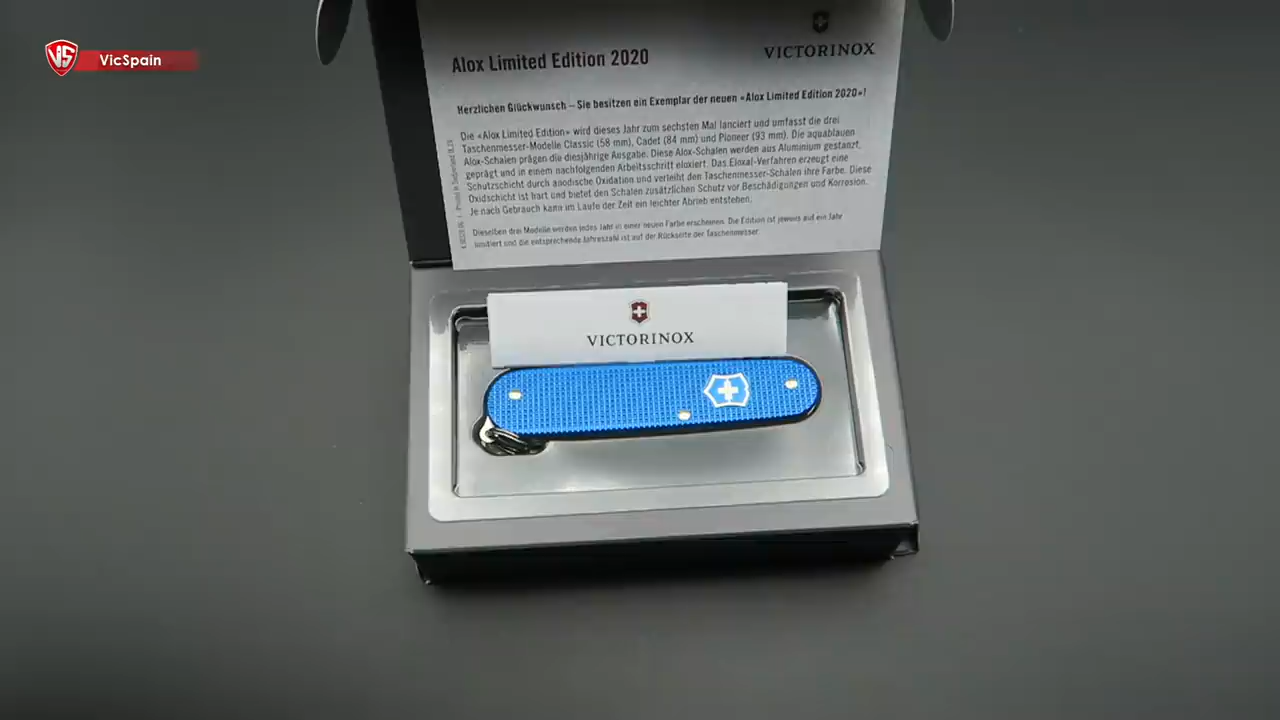 VicSpain
VICTORINOX
Alox Limited Edition 2020
Herzlichen Glückwunsch – Sie besitzen ein Exemplar der neuen «Alox Limited Edition 2020»!
Die «Alox Limited Edition» wird dieses Jahr zum sechsten Mal lanciert und umfasst die drei
Taschenmesser-Modelle Classic (58 mm), Cadet (84 mm) und Pioneer (93 mm). Die aquablauen
Alox-Schalen prägen die diesjährige Ausgabe. Diese Alox-Schalen werden aus Aluminium gestanzt,
geprägt und in einem nachfolgenden Arbeitsschritt eloxiert. Das Eloxal-Verfahren erzeugt eine
Schutzschicht durch anodische Oxidation und verleiht den Taschenmesser-Schalen ihre Farbe. Diese
Oxidschicht ist hart und bietet den Schalen zusätzlichen Schutz vor Beschädigungen und Korrosion.
Je nach Gebrauch kann im Laufe der Zeit ein leichter Abrieb entstehen.
Dieselben drei Modelle werden jedes Jahr in einer neuen Farbe erscheinen. Die Edition ist jeweils auf ein Jahr
limitiert und die entsprechende Jahreszahl ist auf der Rückseite der Taschenmesser.
VICTORINOX